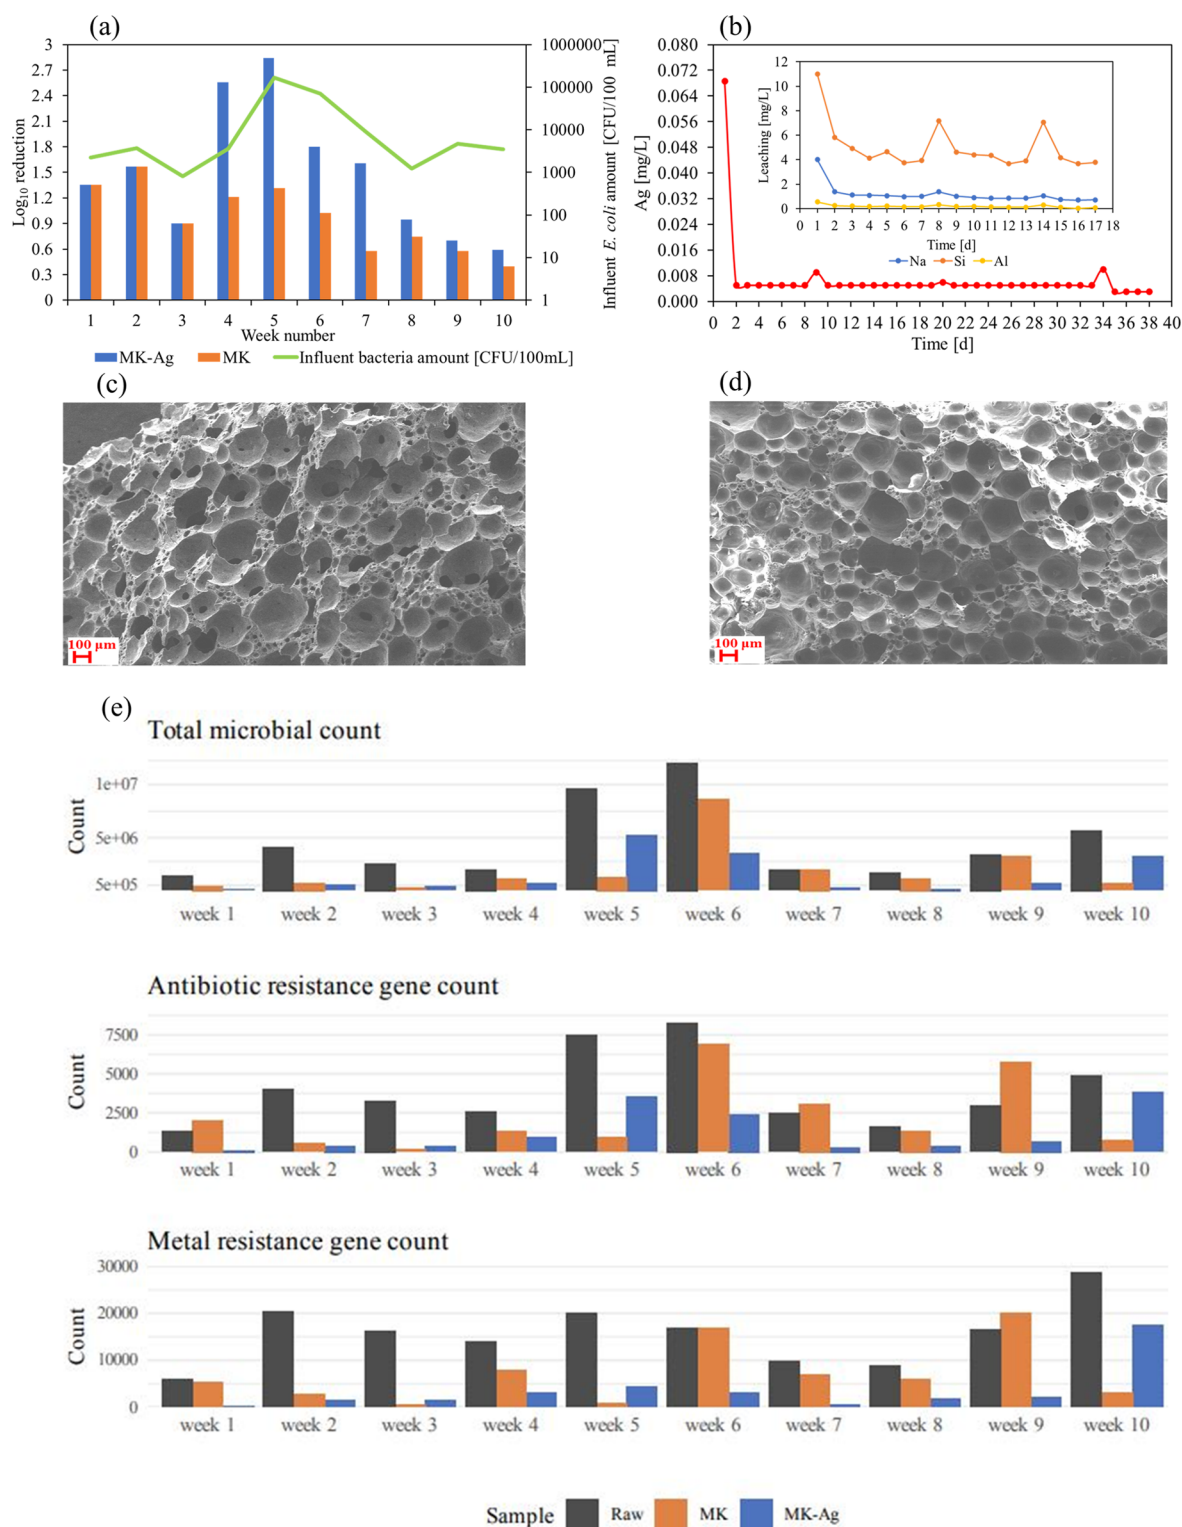 (a)
3
2.7
2.4
2.1
1.8
1.5
1.2
0.9
0.6
0.3
0
Log10 reduction
1000000
100000
10000
1000
100
10
1
Influent E. coli amount [CFU/100 mL]
1 2 3 4 5 6 7 8 9 10
Week number
MK-Ag MK Influent bacteria amount [CFU/100mL]
(b)
0.080
0.072
0.064
0.056
0.048
0.040
0.032
0.024
0.016
0.008
0.000
Ag [mg/L]
0 2 4 6 8 10 12 14 16 18 20 22 24 26 28 30 32 34 36 38 40
Time [d]
12
10
8
6
4
2
0
Leaching [mg/L]
0 1 2 3 4 5 6 7 8 9 10 11 12 13 14 15 16 17 18
Time [d]
Na Si Al
(c)
100 µm
(d)
100 µm
(e)
Total microbial count
1e+07
5e+06
5e+05
Count
week 1 week 2 week 3 week 4 week 5 week 6 week 7 week 8 week 9 week 10
Antibiotic resistance gene count
7500
5000
2500
0
Count
week 1 week 2 week 3 week 4 week 5 week 6 week 7 week 8 week 9 week 10
Metal resistance gene count
30000
20000
10000
0
Count
week 1 week 2 week 3 week 4 week 5 week 6 week 7 week 8 week 9 week 10
Sample Raw MK MK-Ag